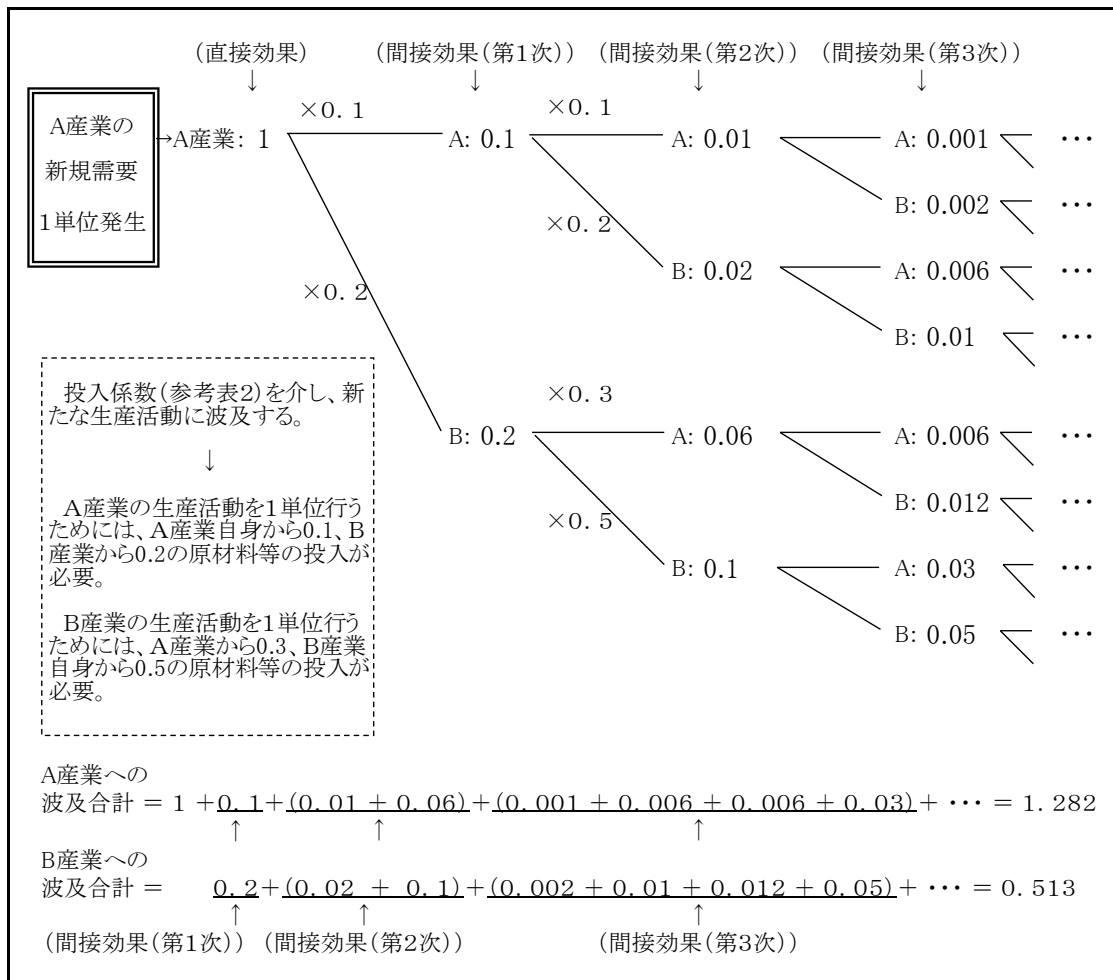 (直接効果) (間接効果(第1次)) (間接効果(第2次)) (間接効果(第3次))
↓ ↓ ↓ ↓
A産業の
新規需要
1単位発生
→A産業: 1
×0.1
×0.2
A: 0.1
B: 0.2
×0.1
×0.2
×0.3
×0.5
A: 0.01
B: 0.02
A: 0.06
B: 0.1
A: 0.001 ・・・
B: 0.002 ・・・
A: 0.006 ・・・
B: 0.01 ・・・
A: 0.006 ・・・
B: 0.012 ・・・
A: 0.03 ・・・
B: 0.05 ・・・
投入係数(参考表2)を介し、新
たな生産活動に波及する。
↓
A産業の生産活動を1単位行う
ためには、A産業自身から0.1、B
産業から0.2の原材料等の投入が
必要。
B産業の生産活動を1単位行う
ためには、A産業から0.3、B産業
自身から0.5の原材料等の投入が
必要。
A産業への
波及合計 = 1 +0.1+(0.01 + 0.06)+(0.001 + 0.006 + 0.006 + 0.03)+ ・・・ = 1.282
↑ ↑ ↑
B産業への
波及合計 = 0.2+(0.02 + 0.1)+(0.002 + 0.01 + 0.012 + 0.05)+ ・・・ = 0.513
↑ ↑ ↑
(間接効果(第1次)) (間接効果(第2次)) (間接効果(第3次))